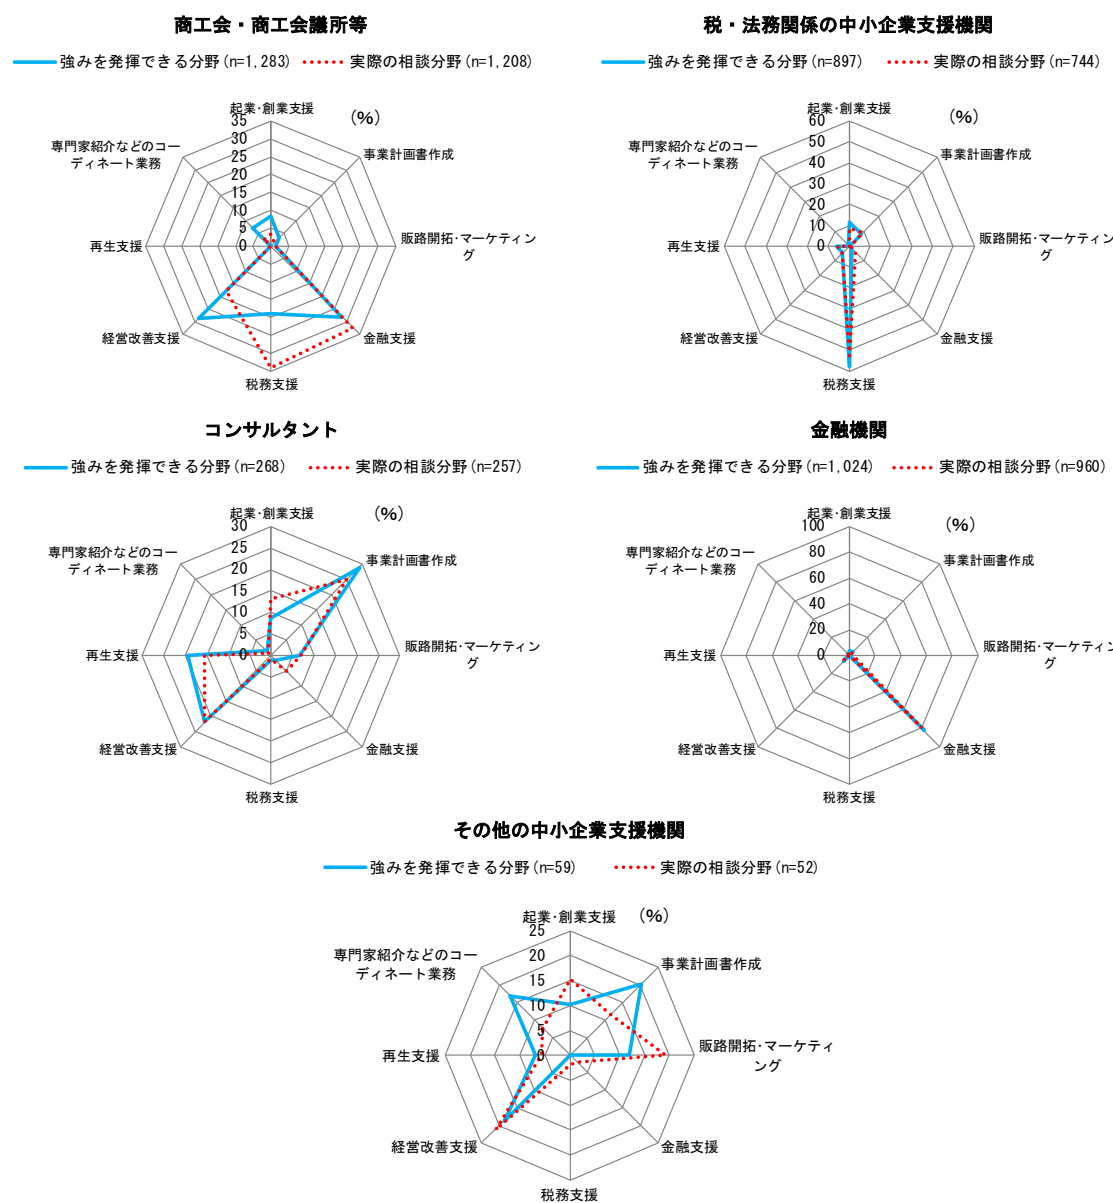 商工会・商工会議所等
強みを発揮できる分野(n=1,283)
実際の相談分野(n=1,208)
(%)
起業・創業支援
事業計画書作成
販路開拓・マーケティン
グ
金融支援
税務支援
経営改善支援
再生支援
専門家紹介などのコー
ディネート業務
35
30
25
20
15
10
5
0
税・法務関係の中小企業支援機関
強みを発揮できる分野(n=897)
実際の相談分野(n=744)
(%)
起業・創業支援
事業計画書作成
販路開拓・マーケティン
グ
金融支援
税務支援
経営改善支援
再生支援
専門家紹介などのコー
ディネート業務
60
50
40
30
20
10
0
コンサルタント
強みを発揮できる分野(n=268)
実際の相談分野(n=257)
(%)
起業・創業支援
事業計画書作成
販路開拓・マーケティン
グ
金融支援
税務支援
経営改善支援
再生支援
専門家紹介などのコー
ディネート業務
30
25
20
15
10
5
0
金融機関
強みを発揮できる分野(n=1,024)
実際の相談分野(n=960)
(%)
起業・創業支援
事業計画書作成
販路開拓・マーケティン
グ
金融支援
税務支援
経営改善支援
再生支援
専門家紹介などのコー
ディネート業務
100
80
60
40
20
0
その他の中小企業支援機関
強みを発揮できる分野(n=59)
実際の相談分野(n=52)
(%)
起業・創業支援
事業計画書作成
販路開拓・マーケティ
ング
金融支援
税務支援
経営改善支援
再生支援
専門家紹介などのコー
ディネート業務
25
20
15
10
5
0